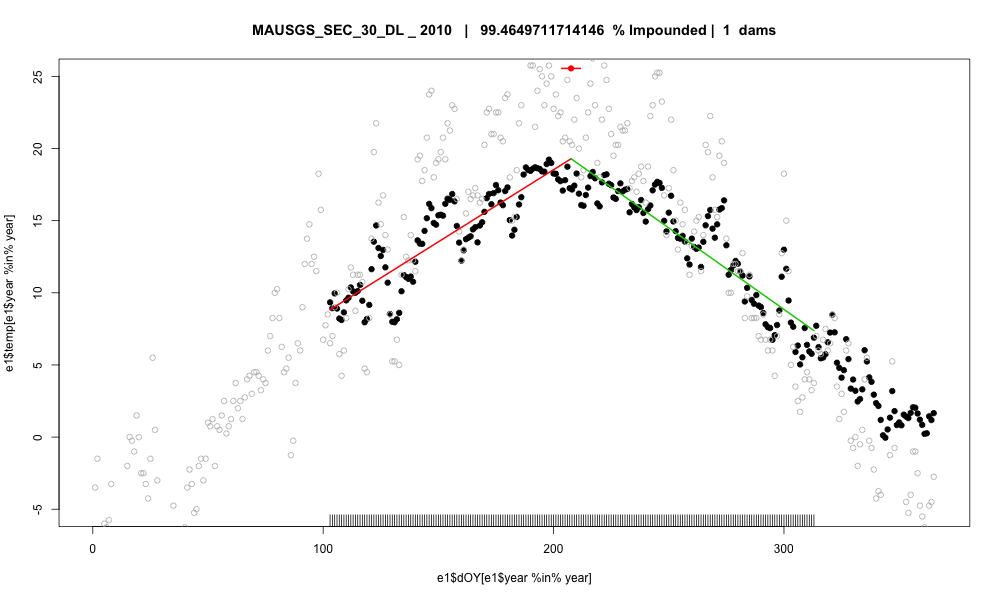 MAUSGS_SEC_30_DL _ 2010 | 99.4649711714146 % Impounded | 1 dams
25
20
15
10
5
0
-5
e1$temp[e1$year %in% year]
0 100 200 300
e1$dOY[e1$year %in% year]